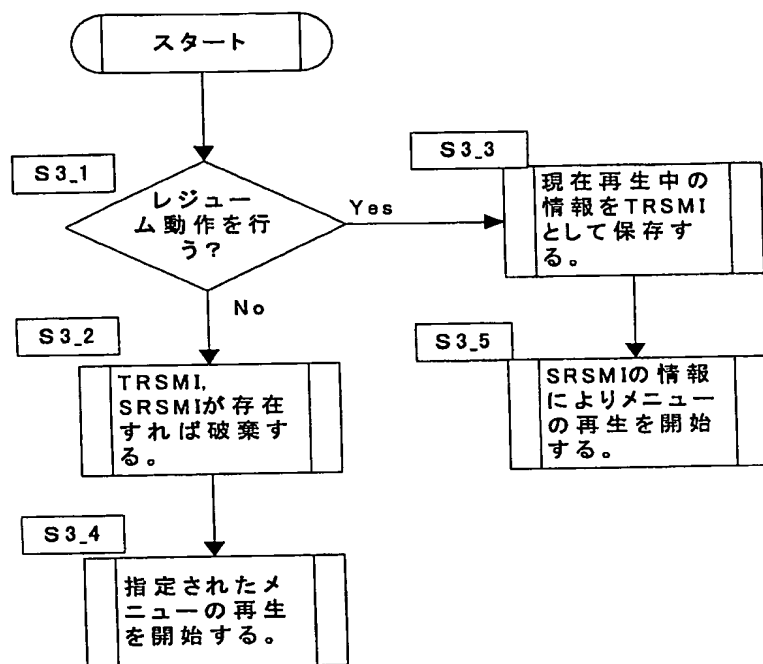 スタート
S3_1
レジュー
ム動作を行
う?
Yes
No
S3_3
現在再生中の
情報をTRSMI
として保存す
る。
S3_2
TRSMI,
SRSMIが存在
すれば破棄す
る。
S3_5
SRSMIの情報
によりメニュー
の再生を開始
する。
S3_4
指定されたメ
ニューの再生
を開始する。